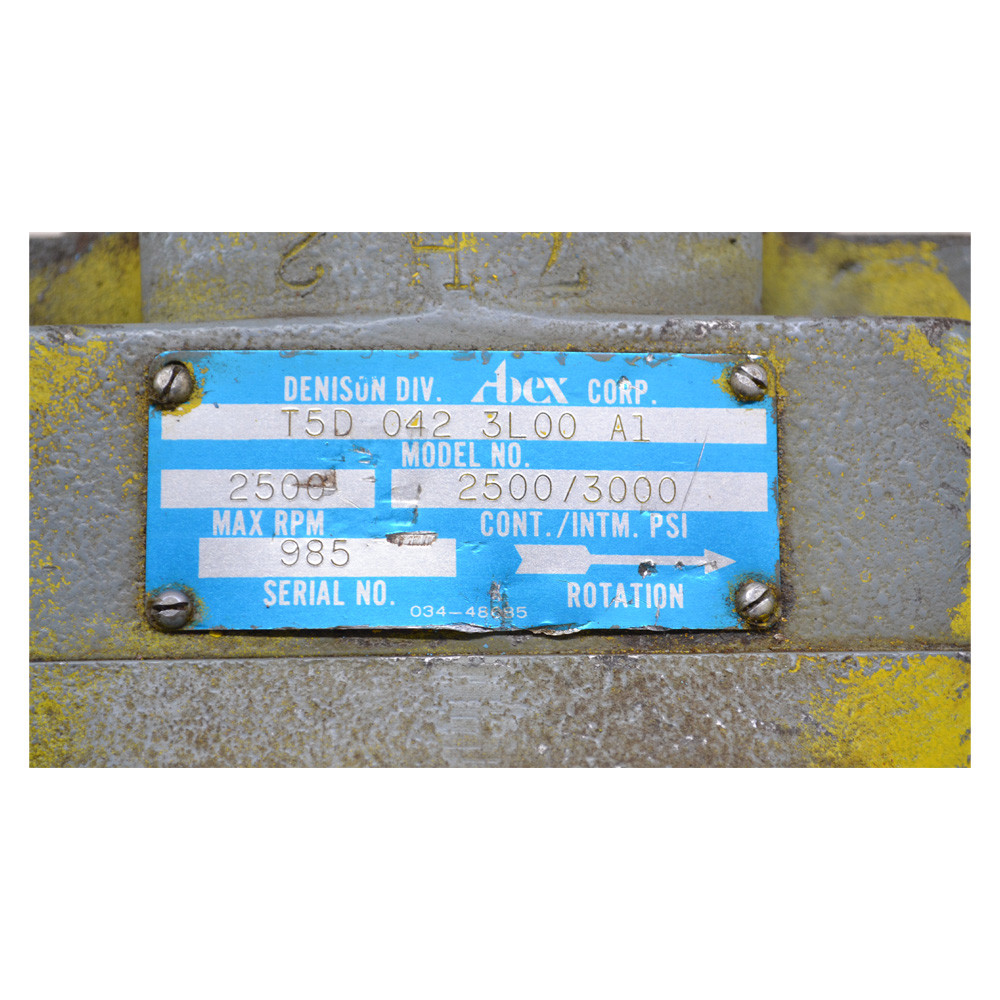 DENISON DIV. Abex CORP.
T5D 042 3L00 A1
MODEL NO.
2500 2500/3000/
MAX RPM CONT./INTM. PSI
985
SERIAL NO. ROTATION